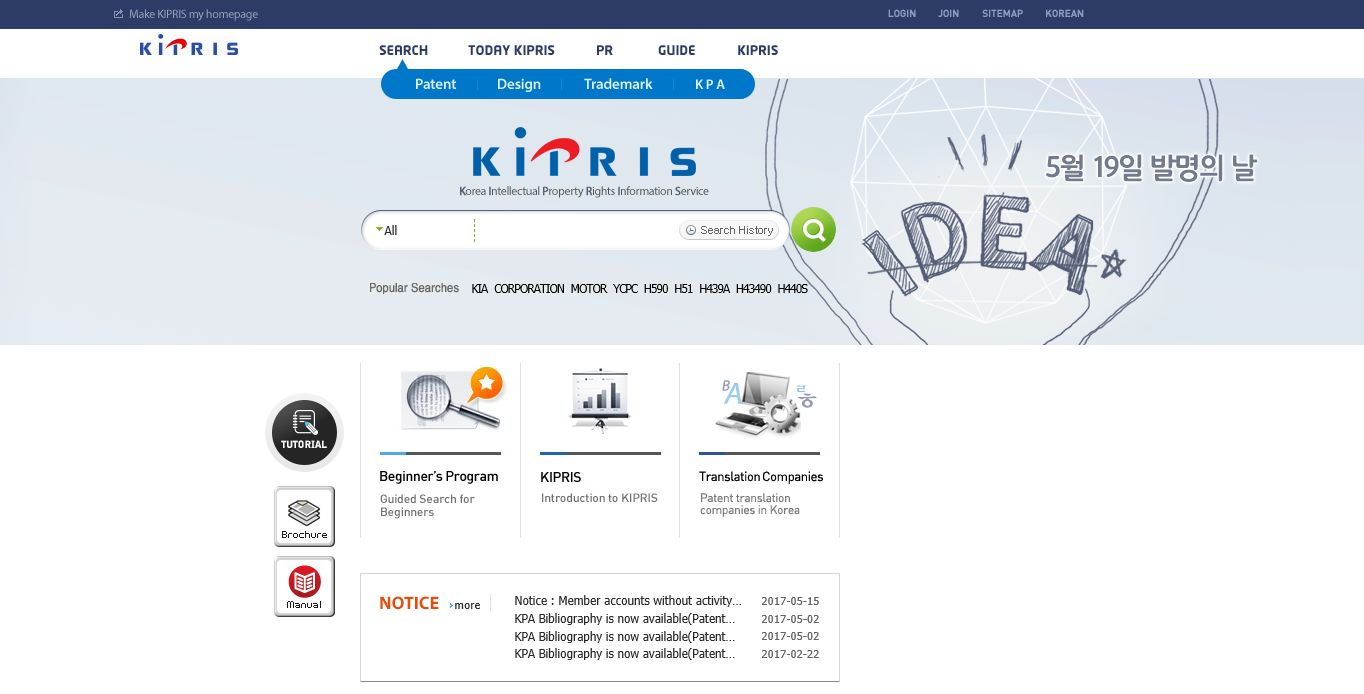 Make KIPRIS my homepage
LOGIN JOIN SITEMAP KOREAN
KIPRIS
SEARCH TODAY KIPRIS PR GUIDE KIPRIS
Patent Design Trademark KPA
KIPRIS
Korea Intellectual Property Rights Information Service
5월 19일 발명의 날
IDEA
All
Search History
Popular Searches KIA CORPORATION MOTOR YCPC H590 H51 H439A H43490 H440S
BA ㄹㅎ
TUTORIAL
Beginner's Program
Guided Search for
Beginners
KIPRIS
Introduction to KIPRIS
Translation Companies
Patent translation
companies in Korea
Brochure
Manual
NOTICE
more
Notice : Member accounts without activity... 2017-05-15
KPA Bibliography is now available(Patent... 2017-05-02
KPA Bibliography is now available(Patent... 2017-05-02
KPA Bibliography is now available(Patent... 2017-02-22